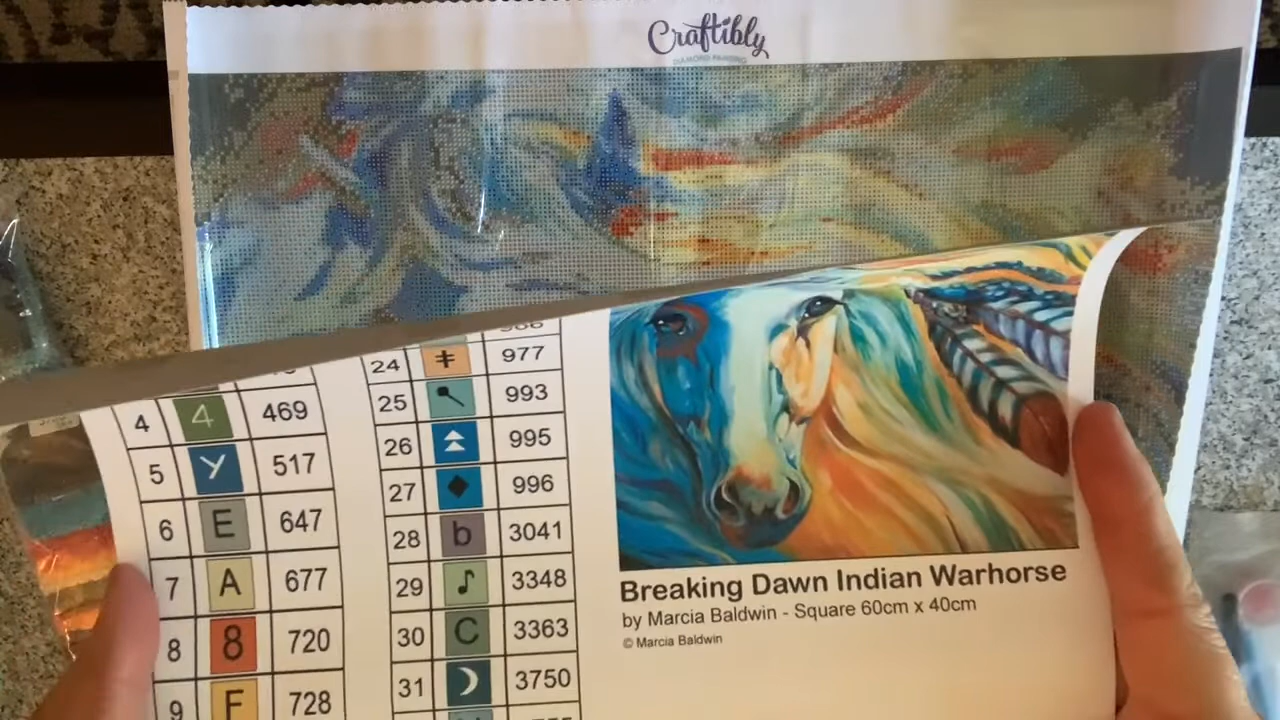 Craftibly
DIAMOND PAINTING
24 ǂ 977
4 4 469
25 993
5 Y 517
26 995
27 996
6 E 647
28 b 3041
7 A 677
29 ♪ 3348
8 8 720
30 C 3363
9 F 728
31 ☽ 3750
Breaking Dawn Indian Warhorse
by Marcia Baldwin - Square 60cm x 40cm
© Marcia Baldwin